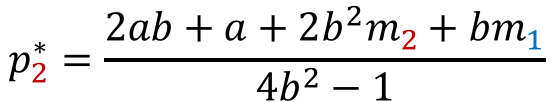 p₂* = (2ab + a + 2b²m₂ + bm₁) / (4b² − 1)